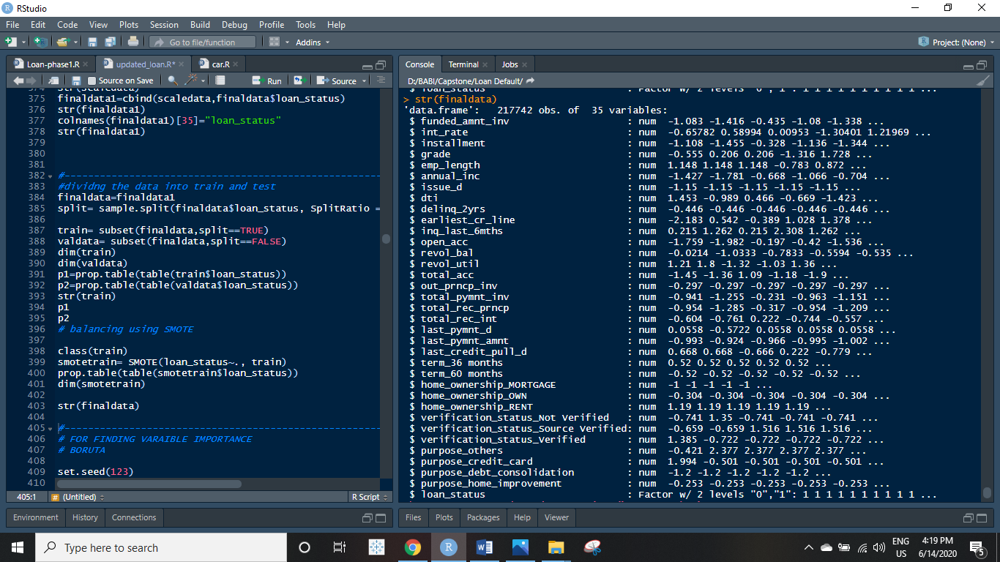 RStudio
File Edit Code View Plots Session Build Debug Profile Tools Help
Go to file/function Addins Project: (None)
Loan-phase1.R updated_loan.R* car.R
Source on Save Run Source
375 finaldata1=cbind(scaledata,finaldata$loan_status)
376 str(finaldata1)
377 colnames(finaldata1)[35]="loan_status"
378 str(finaldata1)
379
380
381
382 #----------------------------------------------------------
383 #dividng the data into train and test
384 finaldata=finaldata1
385 split= sample.split(finaldata$loan_status, SplitRatio =
386
387 train= subset(finaldata,split==TRUE)
388 valdata= subset(finaldata,split==FALSE)
389 dim(train)
390 dim(valdata)
391 p1=prop.table(table(train$loan_status))
392 p2=prop.table(table(valdata$loan_status))
393 str(train)
394 p1
395 p2
396 # balancing using SMOTE
397
398 class(train)
399 smotetrain= SMOTE(loan_status~., train)
400 prop.table(table(smotetrain$loan_status))
401 dim(smotetrain)
402
403 str(finaldata)
404
405 #----------------------------------------------------------
406 # FOR FINDING VARAIBLE IMPORTANCE
407 # BORUTA
408
409 set.seed(123)
410
405:1 # (Untitled) R Script
Environment History Connections
Console Terminal Jobs
D:/BABI/Capstone/Loan Default/
> str(finaldata)
'data.frame': 217742 obs. of 35 variables:
$ funded_amnt_inv : num -1.083 -1.416 -0.435 -1.08 -1.338 ...
$ int_rate : num -0.65782 0.58994 0.00953 -1.30401 1.21969 ...
$ installment : num -1.108 -1.455 -0.328 -1.136 -1.344 ...
$ grade : num -0.555 0.206 0.206 -1.316 1.728 ...
$ emp_length : num 1.148 1.148 1.148 -0.783 0.872 ...
$ annual_inc : num -1.427 -1.781 -0.668 -1.066 -0.704 ...
$ issue_d : num -1.15 -1.15 -1.15 -1.15 -1.15 ...
$ dti : num 1.453 -0.989 0.466 -0.669 -1.423 ...
$ delinq_2yrs : num -0.446 -0.446 -0.446 -0.446 -0.446 ...
$ earliest_cr_line : num -2.183 0.542 -0.389 1.028 1.378 ...
$ inq_last_6mths : num 0.215 1.262 0.215 2.308 1.262 ...
$ open_acc : num -1.759 -1.982 -0.197 -0.42 -1.536 ...
$ revol_bal : num -0.0214 -1.0333 -0.7833 -0.5594 -0.535 ...
$ revol_util : num 1.21 1.8 -1.32 -1.03 1.36 ...
$ total_acc : num -1.45 -1.36 1.09 -1.18 -1.9 ...
$ out_prncp_inv : num -0.297 -0.297 -0.297 -0.297 -0.297 ...
$ total_pymnt_inv : num -0.941 -1.255 -0.231 -0.963 -1.151 ...
$ total_rec_prncp : num -0.954 -1.285 -0.317 -0.954 -1.209 ...
$ total_rec_int : num -0.604 -0.761 0.222 -0.744 -0.557 ...
$ last_pymnt_d : num 0.0558 -0.5722 0.0558 0.0558 0.0558 ...
$ last_pymnt_amnt : num -0.993 -0.924 -0.966 -0.995 -1.002 ...
$ last_credit_pull_d : num 0.668 0.668 -0.666 0.222 -0.779 ...
$ term_36 months : num 0.52 0.52 0.52 0.52 0.52 ...
$ term_60 months : num -0.52 -0.52 -0.52 -0.52 -0.52 ...
$ home_ownership_MORTGAGE : num -1 -1 -1 -1 -1 ...
$ home_ownership_OWN : num -0.304 -0.304 -0.304 -0.304 -0.304 ...
$ home_ownership_RENT : num 1.19 1.19 1.19 1.19 1.19 ...
$ verification_status_Not Verified : num -0.741 1.35 -0.741 -0.741 -0.741 ...
$ verification_status_Source Verified: num -0.659 -0.659 1.516 1.516 1.516 ...
$ verification_status_Verified : num 1.385 -0.722 -0.722 -0.722 -0.722 ...
$ purpose_others : num -0.421 2.377 2.377 2.377 2.377 ...
$ purpose_credit_card : num 1.994 -0.501 -0.501 -0.501 -0.501 ...
$ purpose_debt_consolidation : num -1.2 -1.2 -1.2 -1.2 -1.2 ...
$ purpose_home_improvement : num -0.253 -0.253 -0.253 -0.253 -0.253 ...
$ loan_status : Factor w/ 2 levels "0","1": 1 1 1 1 1 1 1 1 1 1 ...
Files Plots Packages Help Viewer
Type here to search
ENG
US
4:19 PM
6/14/2020
5